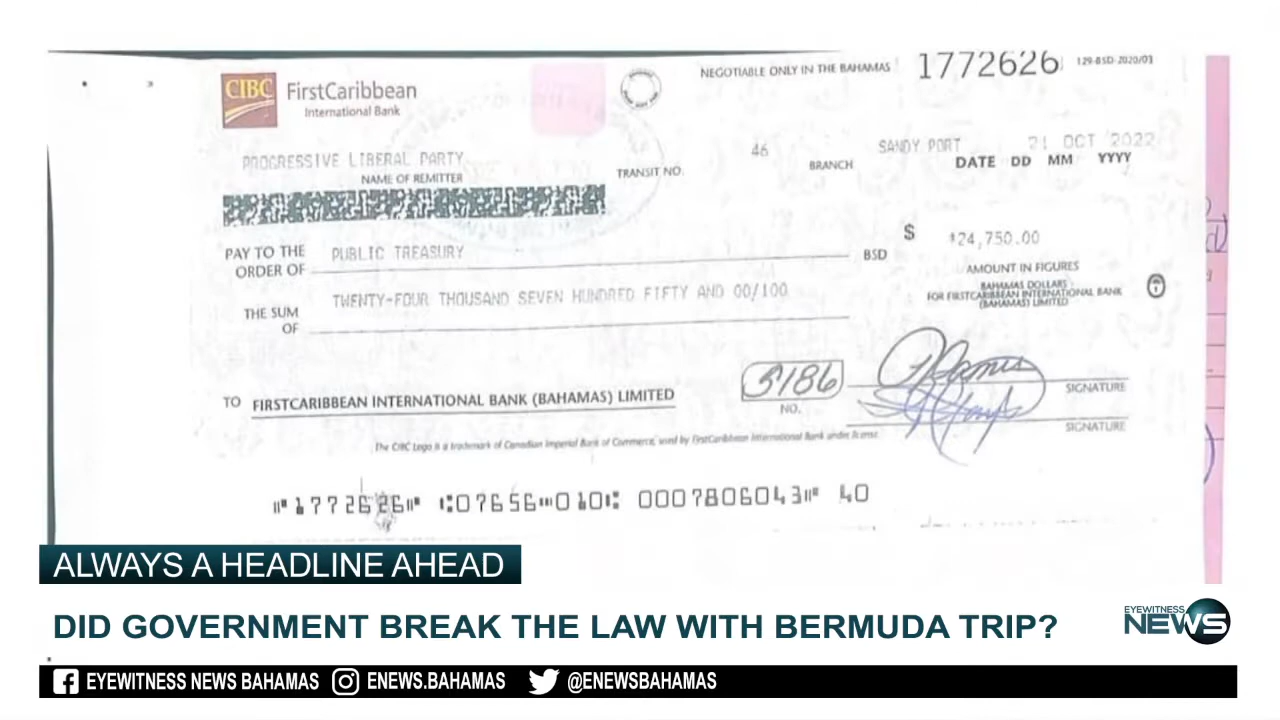 CIBC
FirstCaribbean
International Bank
NEGOTIABLE ONLY IN THE BAHAMAS
1772626
129-BSD-2020/03
PROGRESSIVE LIBERAL PARTY
NAME OF REMITTER
TRANSIT NO.
46
BRANCH
SANDY PORT
21 OCT 2022
DATE DD MM YYYY
PAY TO THE
ORDER OF
PUBLIC TREASURY
BSD
$ *24,750.00
AMOUNT IN FIGURES
BAHAMAS DOLLARS
FOR FIRSTCARIBBEAN INTERNATIONAL BANK
(BAHAMAS) LIMITED
THE SUM
OF
TWENTY-FOUR THOUSAND SEVEN HUNDRED FIFTY AND 00/100
TO FIRSTCARIBBEAN INTERNATIONAL BANK (BAHAMAS) LIMITED
5186
NO.
SIGNATURE
SIGNATURE
The CIBC Logo is a trademark of Canadian Imperial Bank of Commerce, used by FirstCaribbean International Bank under license.
⑈1772626⑈ ⑆07656⑉010⑆ 0007806043⑈ 40
ALWAYS A HEADLINE AHEAD
DID GOVERNMENT BREAK THE LAW WITH BERMUDA TRIP?
EYEWITNESS
NEWS
EYEWITNESS NEWS BAHAMAS
ENEWS.BAHAMAS
@ENEWSBAHAMAS